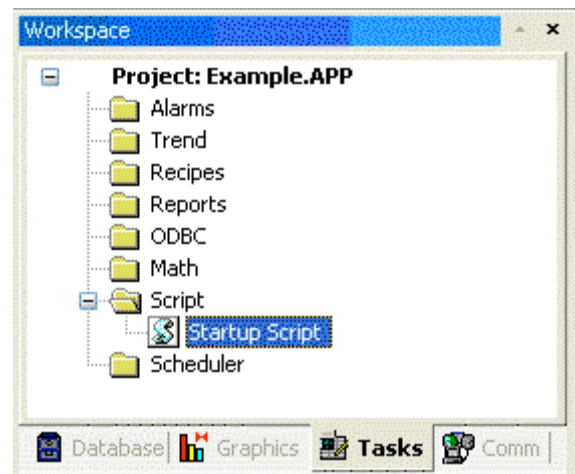 Workspace
Project: Example.APP
Alarms
Trend
Recipes
Reports
ODBC
Math
Script
Startup Script
Scheduler
Database Graphics Tasks Comm